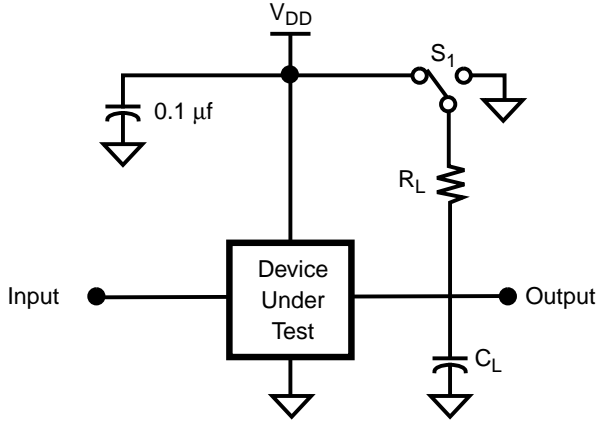 VDD
S1
0.1 µf
RL
Device
Under
Test
Input
Output
CL